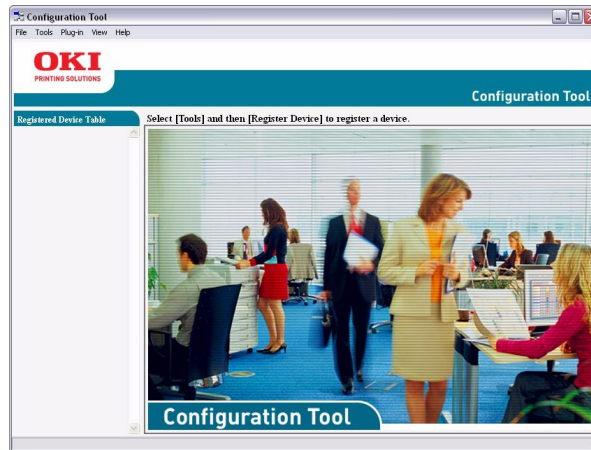 Configuration Tool
File Tools Plug-in View Help
OKI
PRINTING SOLUTIONS
Configuration Tool
Registered Device Table
Select [Tools] and then [Register Device] to register a device.
Configuration Tool